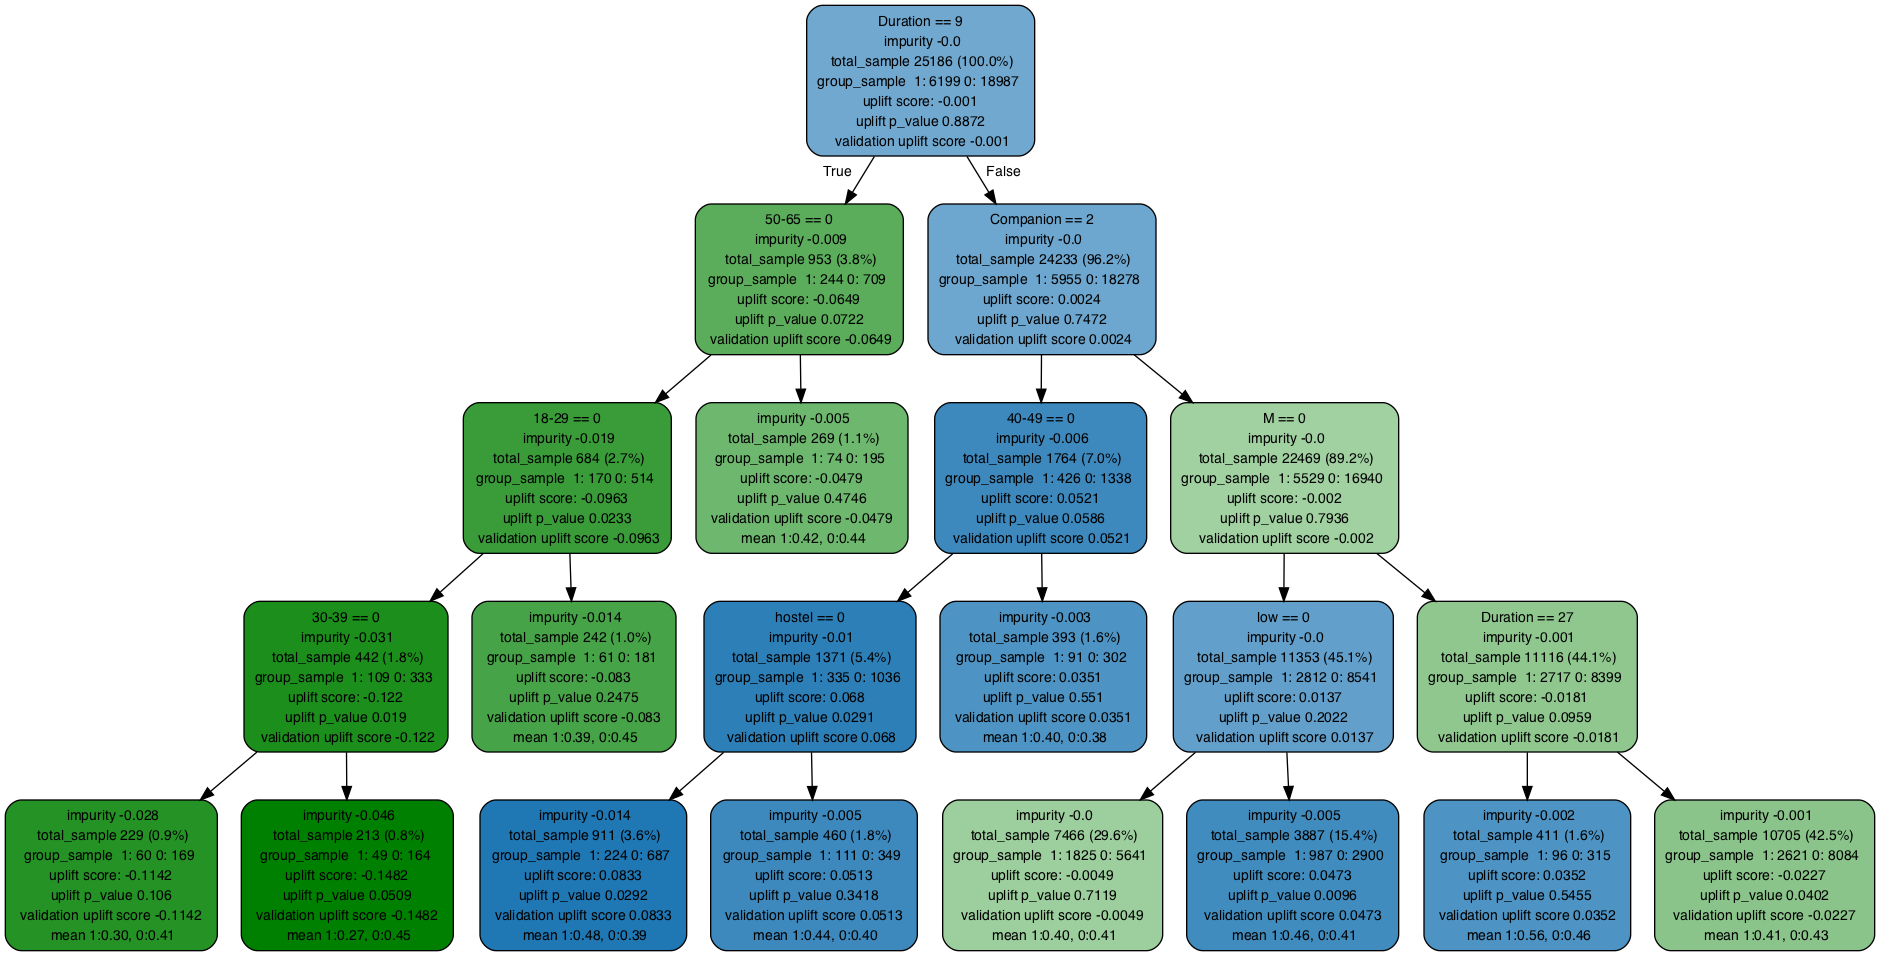 Duration == 9
impurity -0.0
total_sample 25186 (100.0%)
group_sample  1: 6199 0: 18987
uplift score: -0.001
uplift p_value 0.8872
validation uplift score -0.001
True
False
50-65 == 0
impurity -0.009
total_sample 953 (3.8%)
group_sample  1: 244 0: 709
uplift score: -0.0649
uplift p_value 0.0722
validation uplift score -0.0649
Companion == 2
impurity -0.0
total_sample 24233 (96.2%)
group_sample  1: 5955 0: 18278
uplift score: 0.0024
uplift p_value 0.7472
validation uplift score 0.0024
18-29 == 0
impurity -0.019
total_sample 684 (2.7%)
group_sample  1: 170 0: 514
uplift score: -0.0963
uplift p_value 0.0233
validation uplift score -0.0963
impurity -0.005
total_sample 269 (1.1%)
group_sample  1: 74 0: 195
uplift score: -0.0479
uplift p_value 0.4746
validation uplift score -0.0479
mean 1:0.42, 0:0.44
40-49 == 0
impurity -0.006
total_sample 1764 (7.0%)
group_sample  1: 426 0: 1338
uplift score: 0.0521
uplift p_value 0.0586
validation uplift score 0.0521
M == 0
impurity -0.0
total_sample 22469 (89.2%)
group_sample  1: 5529 0: 16940
uplift score: -0.002
uplift p_value 0.7936
validation uplift score -0.002
30-39 == 0
impurity -0.031
total_sample 442 (1.8%)
group_sample  1: 109 0: 333
uplift score: -0.122
uplift p_value 0.019
validation uplift score -0.122
impurity -0.014
total_sample 242 (1.0%)
group_sample  1: 61 0: 181
uplift score: -0.083
uplift p_value 0.2475
validation uplift score -0.083
mean 1:0.39, 0:0.45
hostel == 0
impurity -0.01
total_sample 1371 (5.4%)
group_sample  1: 335 0: 1036
uplift score: 0.068
uplift p_value 0.0291
validation uplift score 0.068
impurity -0.003
total_sample 393 (1.6%)
group_sample  1: 91 0: 302
uplift score: 0.0351
uplift p_value 0.551
validation uplift score 0.0351
mean 1:0.40, 0:0.38
low == 0
impurity -0.0
total_sample 11353 (45.1%)
group_sample  1: 2812 0: 8541
uplift score: 0.0137
uplift p_value 0.2022
validation uplift score 0.0137
Duration == 27
impurity -0.001
total_sample 11116 (44.1%)
group_sample  1: 2717 0: 8399
uplift score: -0.0181
uplift p_value 0.0959
validation uplift score -0.0181
impurity -0.028
total_sample 229 (0.9%)
group_sample  1: 60 0: 169
uplift score: -0.1142
uplift p_value 0.106
validation uplift score -0.1142
mean 1:0.30, 0:0.41
impurity -0.046
total_sample 213 (0.8%)
group_sample  1: 49 0: 164
uplift score: -0.1482
uplift p_value 0.0509
validation uplift score -0.1482
mean 1:0.27, 0:0.45
impurity -0.014
total_sample 911 (3.6%)
group_sample  1: 224 0: 687
uplift score: 0.0833
uplift p_value 0.0292
validation uplift score 0.0833
mean 1:0.48, 0:0.39
impurity -0.005
total_sample 460 (1.8%)
group_sample  1: 111 0: 349
uplift score: 0.0513
uplift p_value 0.3418
validation uplift score 0.0513
mean 1:0.44, 0:0.40
impurity -0.0
total_sample 7466 (29.6%)
group_sample  1: 1825 0: 5641
uplift score: -0.0049
uplift p_value 0.7119
validation uplift score -0.0049
mean 1:0.40, 0:0.41
impurity -0.005
total_sample 3887 (15.4%)
group_sample  1: 987 0: 2900
uplift score: 0.0473
uplift p_value 0.0096
validation uplift score 0.0473
mean 1:0.46, 0:0.41
impurity -0.002
total_sample 411 (1.6%)
group_sample  1: 96 0: 315
uplift score: 0.0352
uplift p_value 0.5455
validation uplift score 0.0352
mean 1:0.56, 0:0.46
impurity -0.001
total_sample 10705 (42.5%)
group_sample  1: 2621 0: 8084
uplift score: -0.0227
uplift p_value 0.0402
validation uplift score -0.0227
mean 1:0.41, 0:0.43